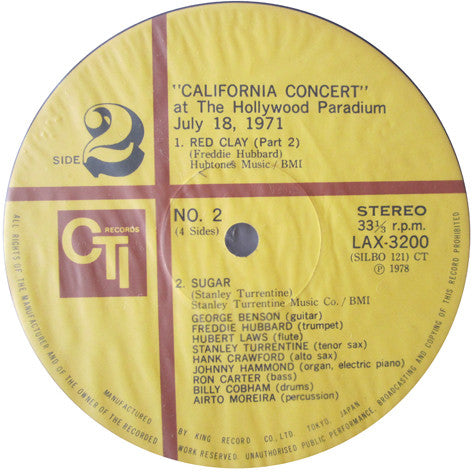 "CALIFORNIA CONCERT"
at The Hollywood Paradium
July 18, 1971
SIDE 2
1. RED CLAY (Part 2)
(Freddie Hubbard)
Hubtones Music/BMI
CTI
RECORDS
NO. 2
(4 Sides)
STEREO
33⅓ r.p.m.
LAX-3200
(SILBO 121) CT
Ⓟ 1978
2. SUGAR
(Stanley Turrentine)
Stanley Turrentine Music Co./BMI
GEORGE BENSON (guitar)
FREDDIE HUBBARD (trumpet)
HUBERT LAWS (flute)
STANLEY TURRENTINE (tenor sax)
HANK CRAWFORD (alto sax)
JOHNNY HAMMOND (organ, electric piano)
RON CARTER (bass)
BILLY COBHAM (drums)
AIRTO MOREIRA (percussion)
MANUFACTURED BY KING RECORD CO., LTD. TOKYO, JAPAN
ALL RIGHTS OF THE MANUFACTURER AND OF THE OWNER OF THE RECORDED WORK RESERVED. UNAUTHORISED PUBLIC PERFORMANCE, BROADCASTING AND COPYING OF THIS RECORD